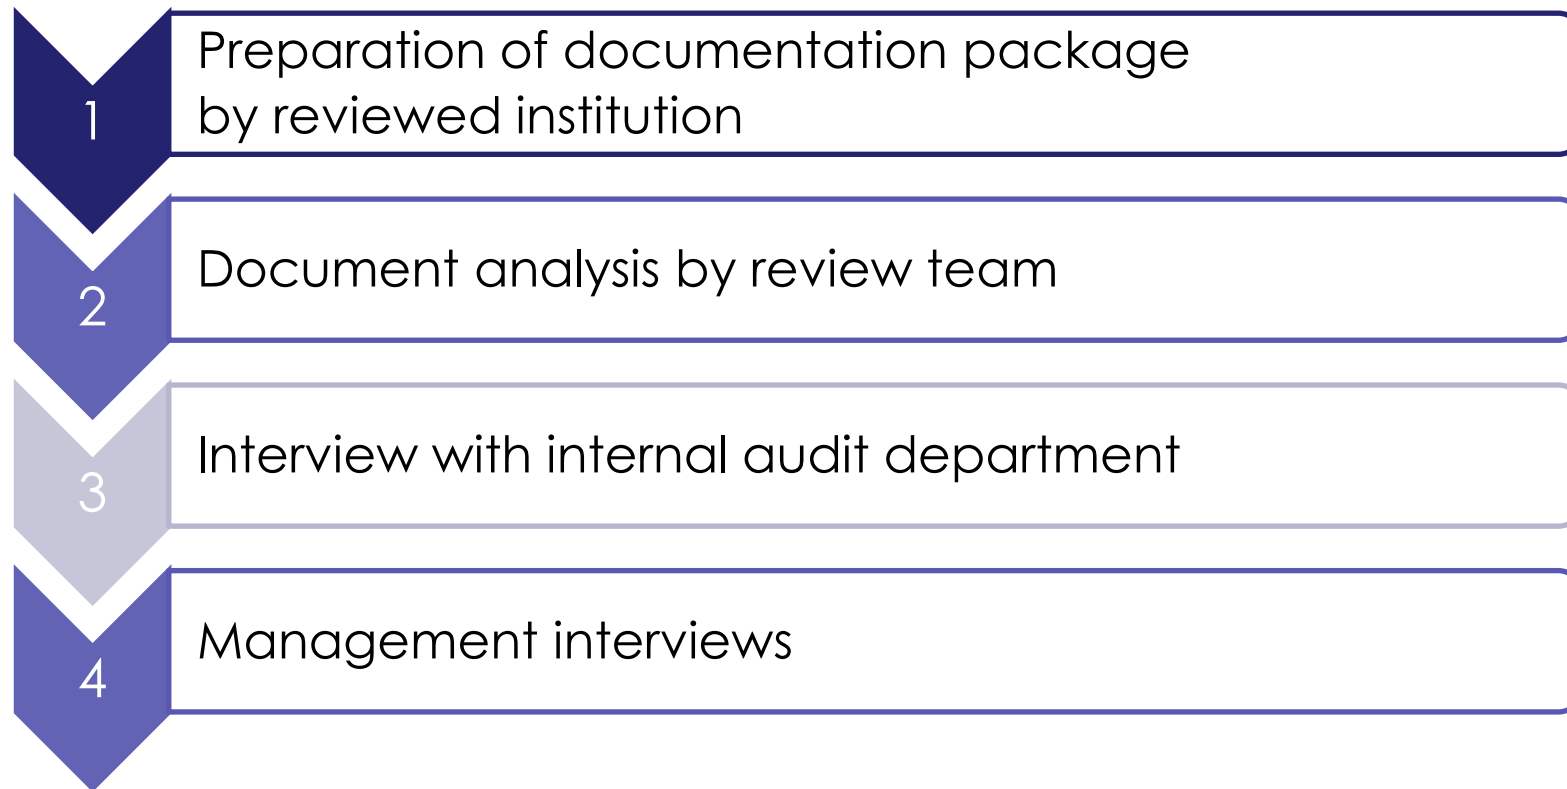 1
Preparation of documentation package
by reviewed institution
2
Document analysis by review team
3
Interview with internal audit department
4
Management interviews